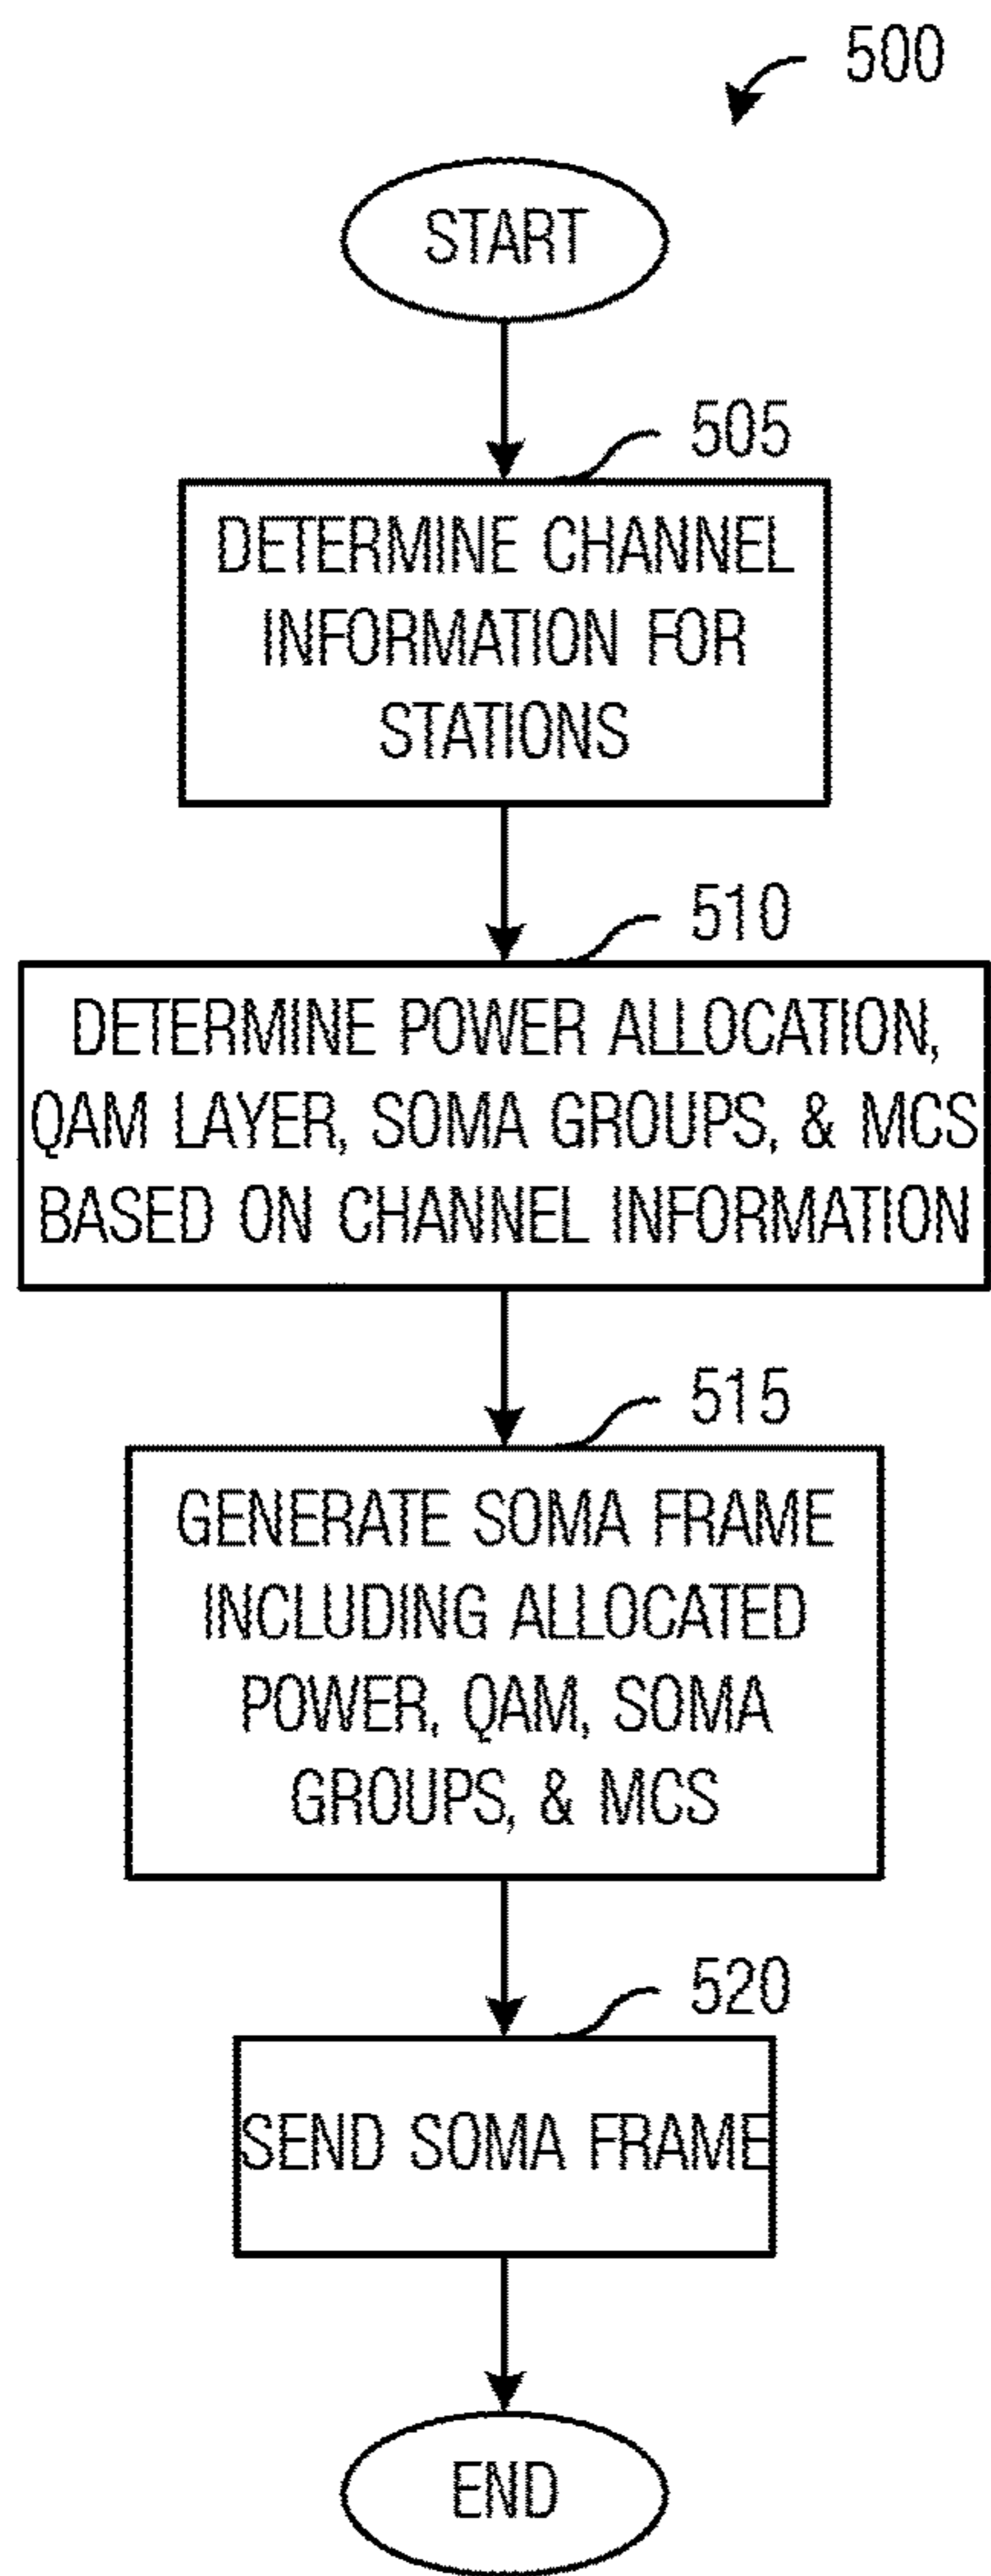 500
START
505
DETERMINE CHANNEL
INFORMATION FOR
STATIONS
510
DETERMINE POWER ALLOCATION,
QAM LAYER, SOMA GROUPS, & MCS
BASED ON CHANNEL INFORMATION
515
GENERATE SOMA FRAME
INCLUDING ALLOCATED
POWER, QAM, SOMA
GROUPS, & MCS
520
SEND SOMA FRAME
END